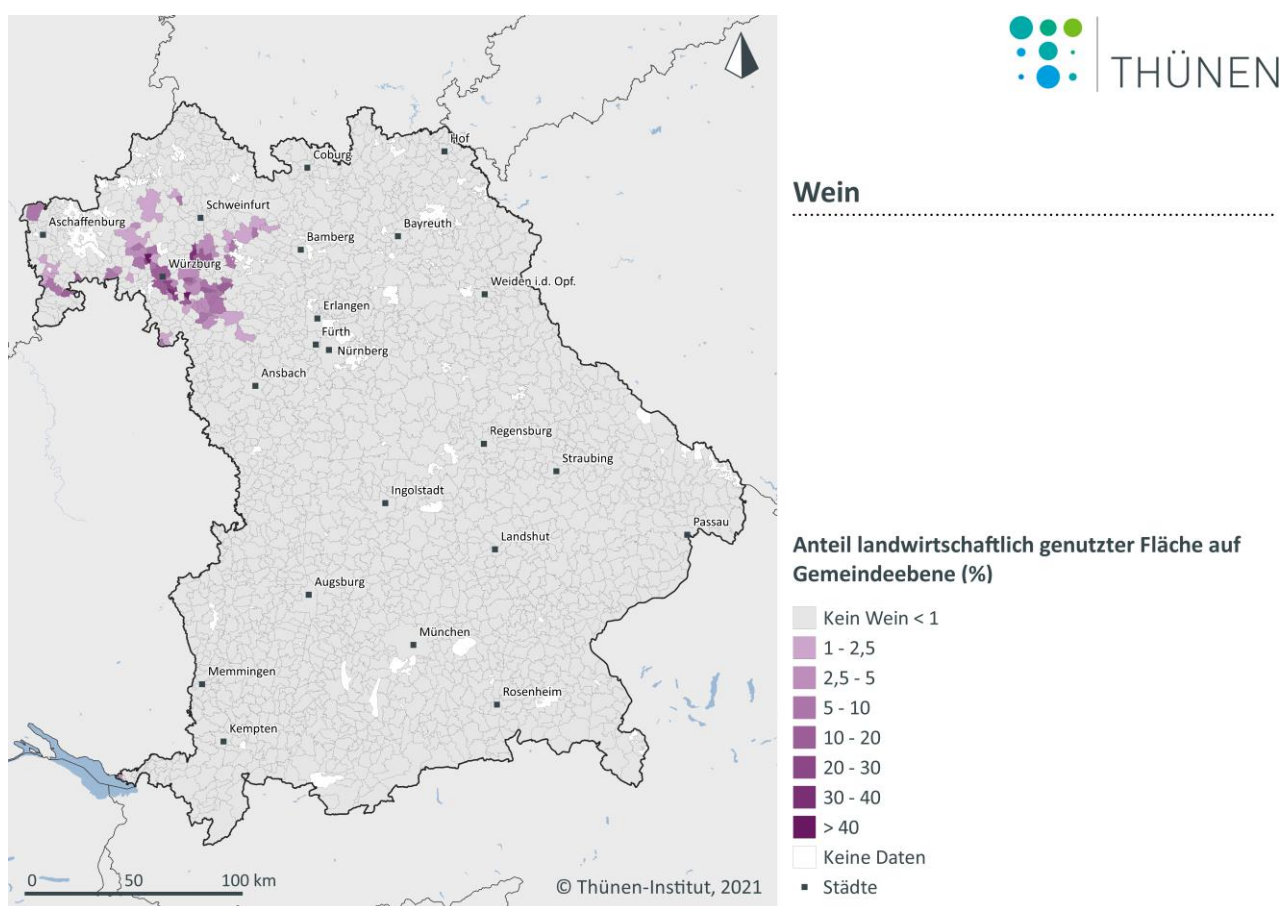 THÜNEN
Wein
Hof
Coburg
Schweinfurt
Aschaffenburg
Bayreuth
Bamberg
Würzburg
Weiden i.d. Opf.
Erlangen
Fürth
Nürnberg
Ansbach
Regensburg
Straubing
Ingolstadt
Passau
Landshut
Augsburg
München
Memmingen
Rosenheim
Kempten
0 50 100 km
© Thünen-Institut, 2021
Anteil landwirtschaftlich genutzter Fläche auf
Gemeindeebene (%)
Kein Wein < 1
1 - 2,5
2,5 - 5
5 - 10
10 - 20
20 - 30
30 - 40
> 40
Keine Daten
Städte